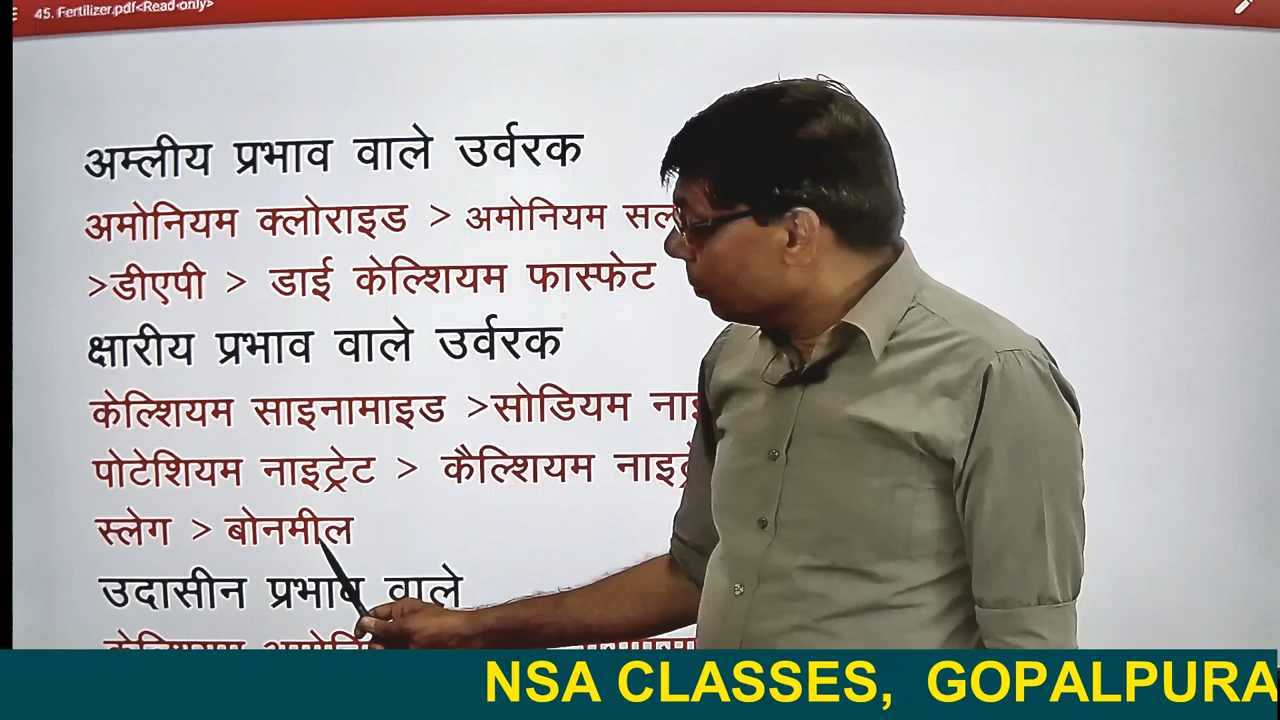 45. Fertilizer.pdf<Read-only>
अम्लीय प्रभाव वाले उर्वरक
अमोनियम क्लोराइड > अमोनियम
>डीएपी > डाई केल्शियम फास्फेट
क्षारीय प्रभाव वाले उर्वरक
केल्शियम साइनामाइड >सोडियम
पोटेशियम नाइट्रेट > कैल्शियम
स्लेग > बोनमील
उदासीन प्रभाव वाले
केल्शियम
NSA CLASSES, GOPALPURA